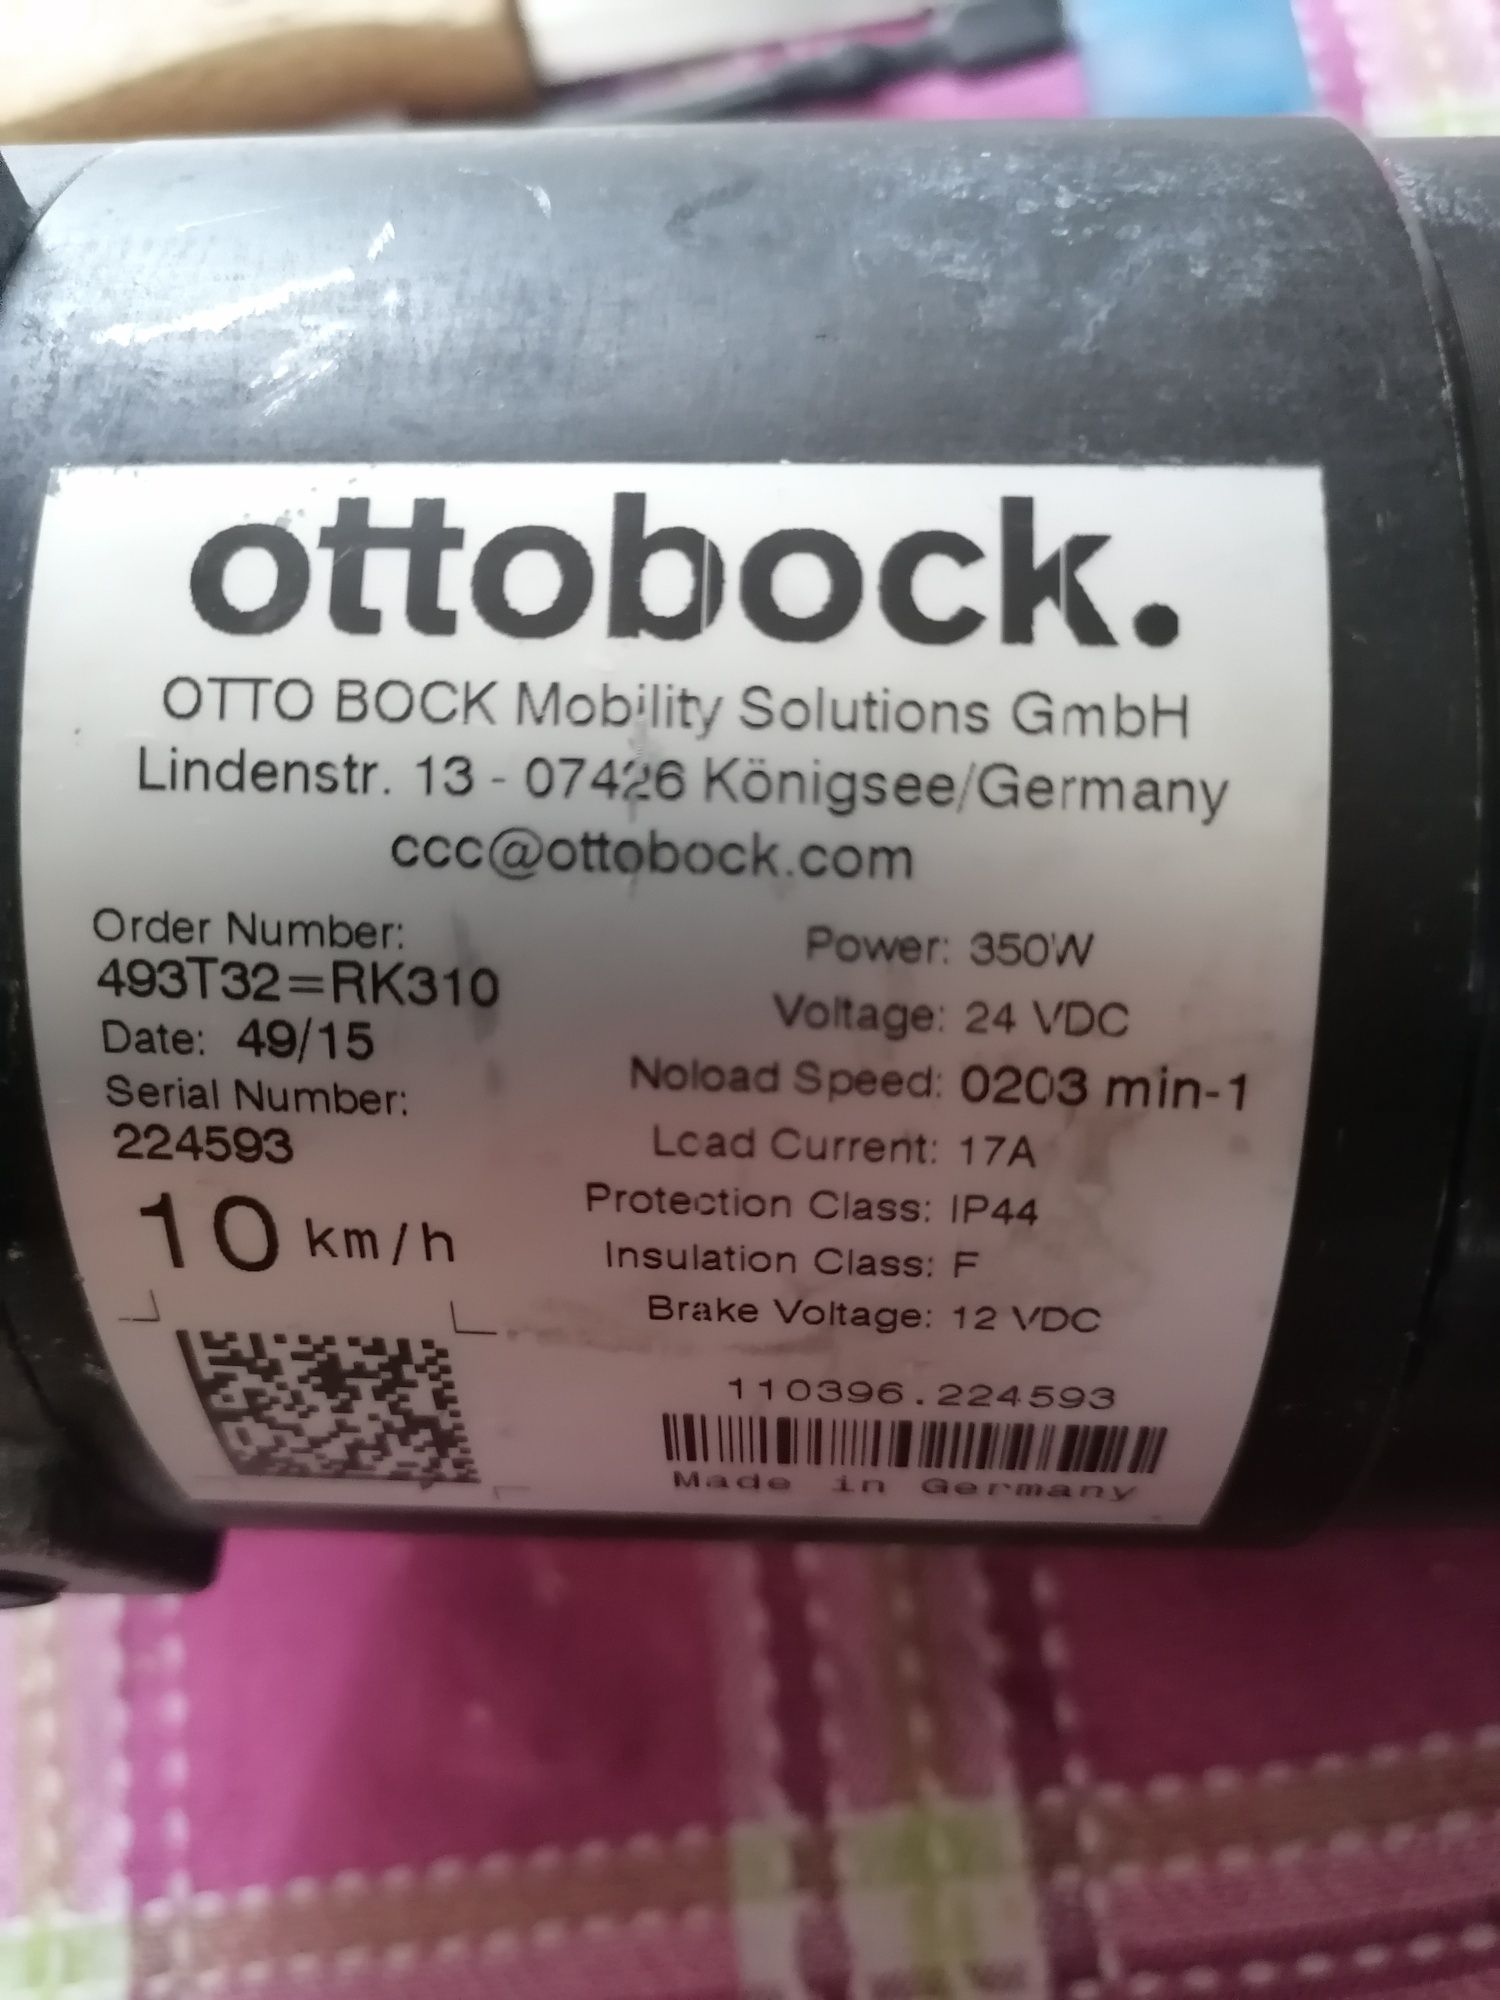 ottobock.
OTTO BOCK Mobility Solutions GmbH
Lindenstr. 13 - 07426 Königsee/Germany
ccc@ottobock.com
Order Number:
493T32=RK310
Date: 49/15
Serial Number:
224593
10 km/h
Power: 350W
Voltage: 24 VDC
Noload Speed: 0203 min-1
Load Current: 17A
Protection Class: IP44
Insulation Class: F
Brake Voltage: 12 VDC
110396.224593
Made in Germany